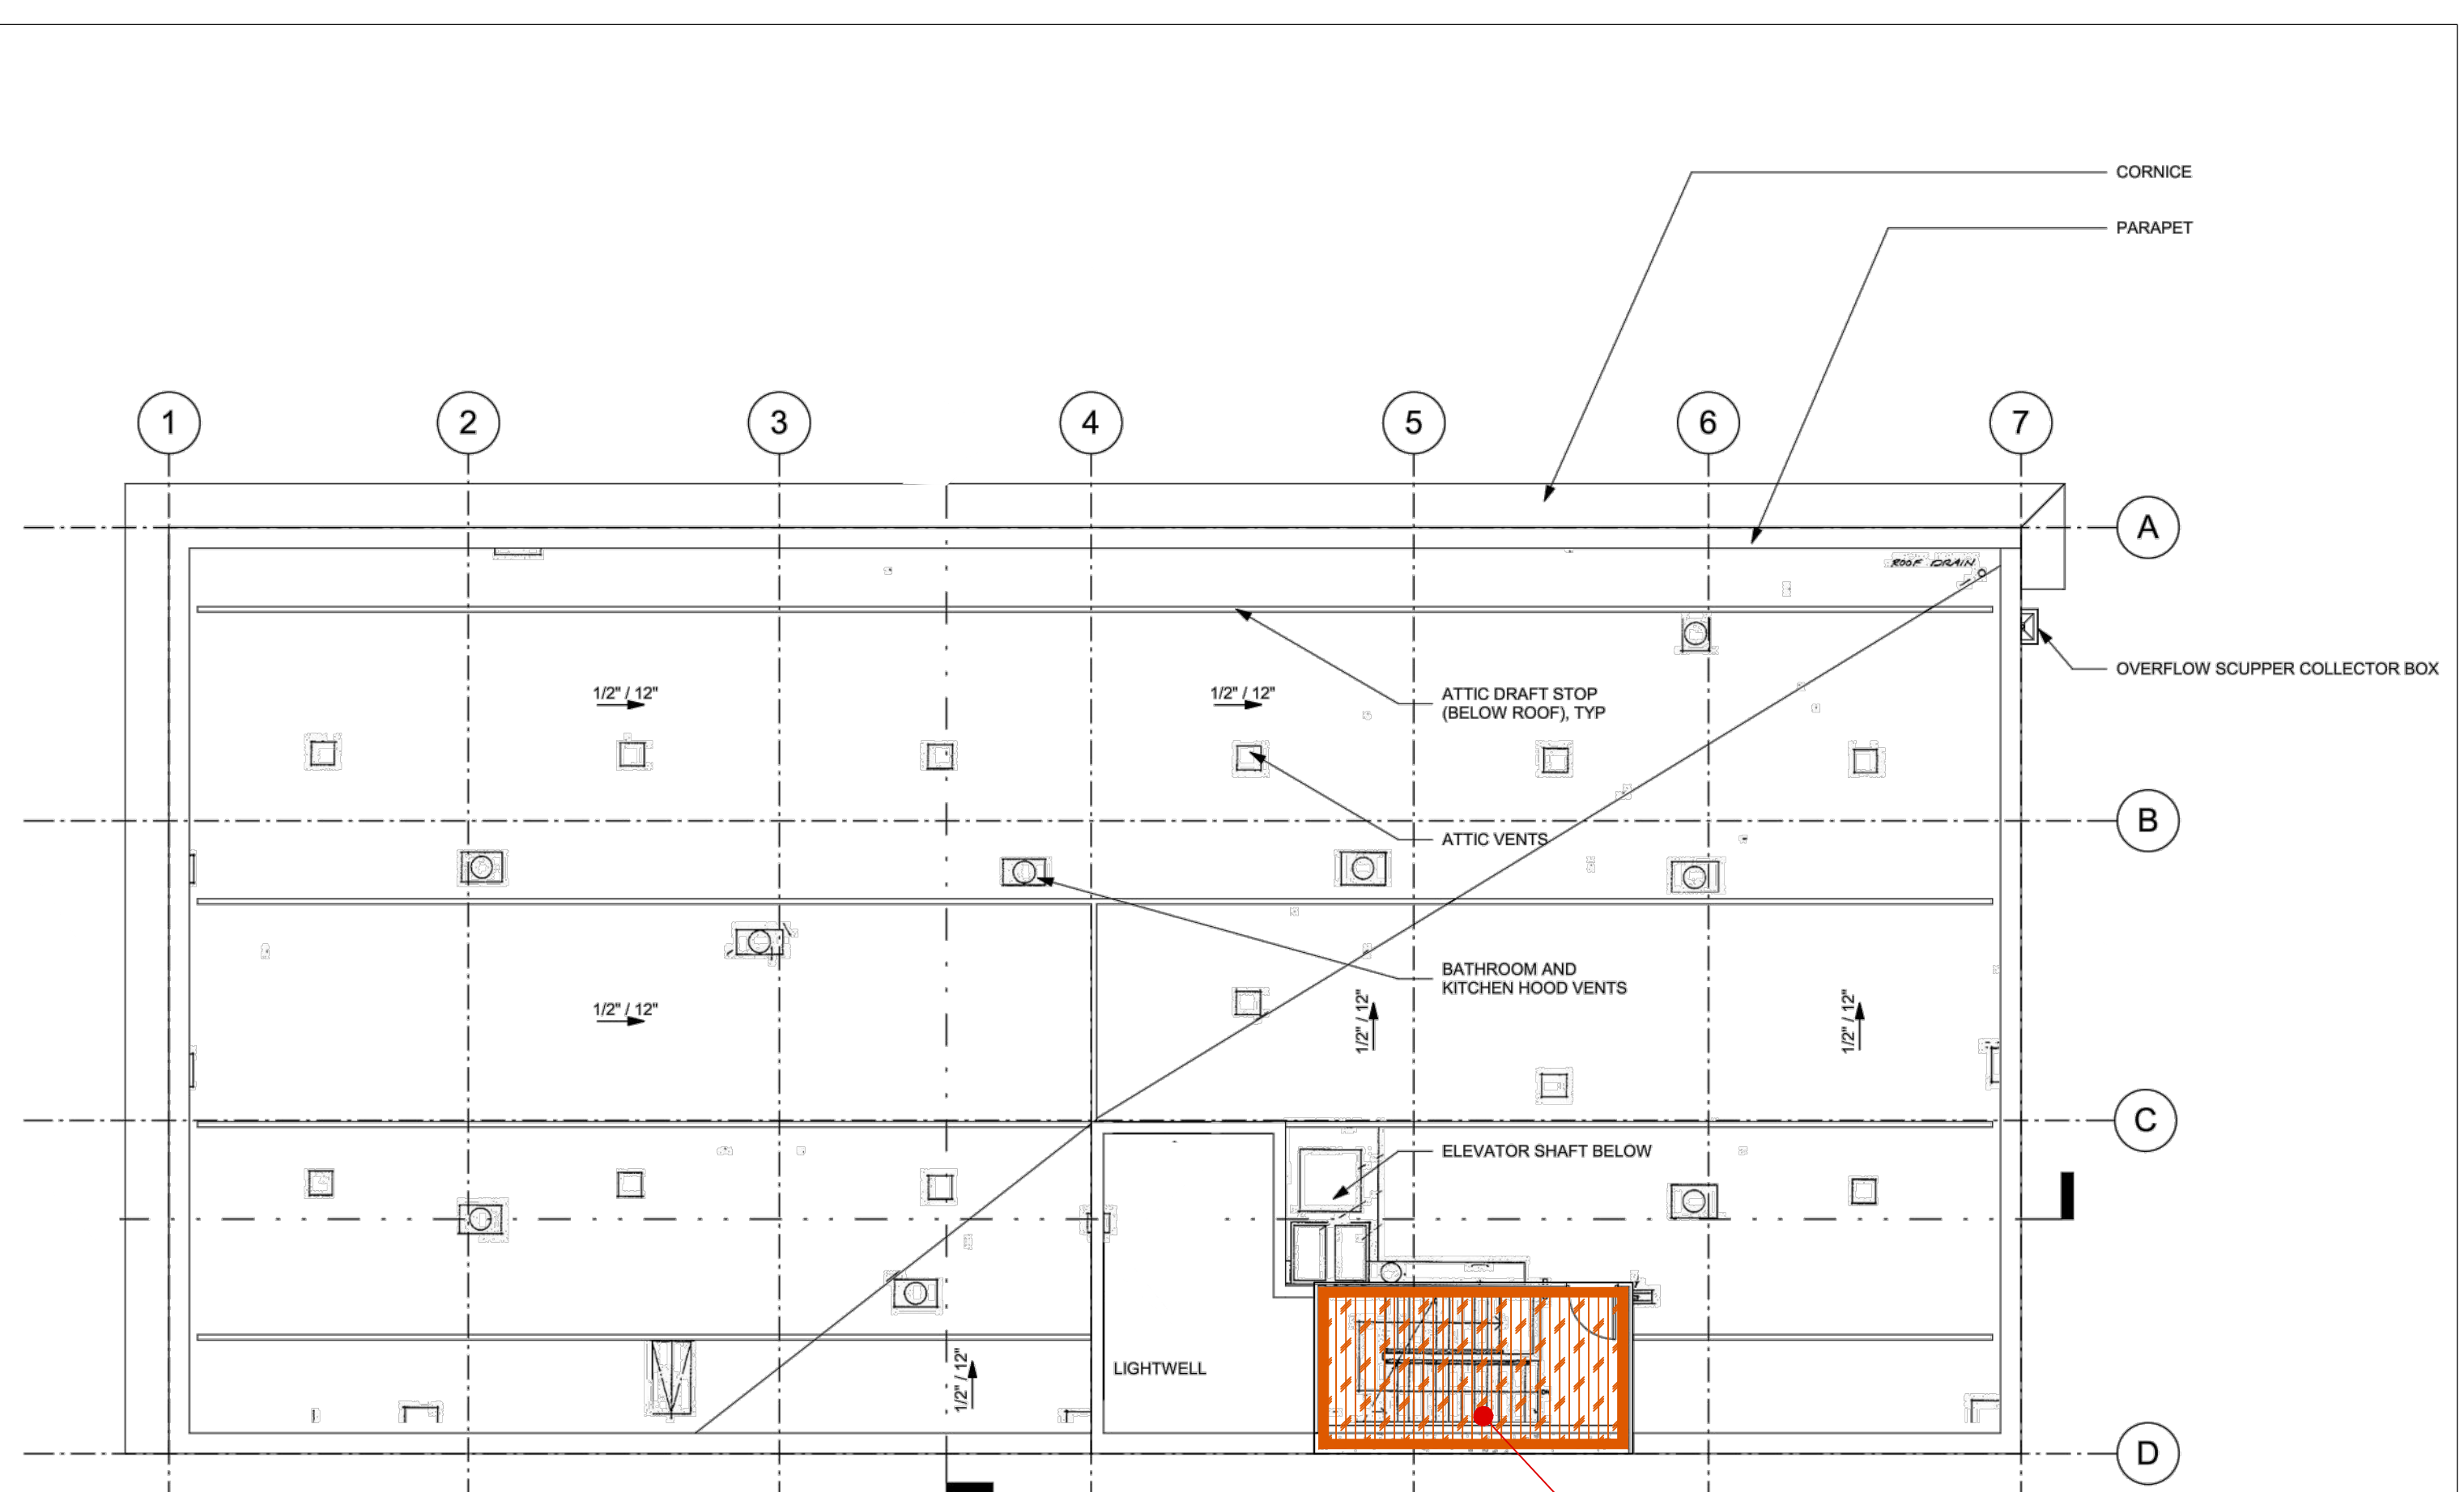 CORNICE
PARAPET
1 2 3 4 5 6 7
A
ROOF DRAIN
OVERFLOW SCUPPER COLLECTOR BOX
1/2" / 12"
1/2" / 12"
ATTIC DRAFT STOP
(BELOW ROOF), TYP
B
ATTIC VENTS
BATHROOM AND
KITCHEN HOOD VENTS
1/2" / 12"
1/2" / 12"
1/2" / 12"
C
ELEVATOR SHAFT BELOW
LIGHTWELL
1/2" / 12"
D